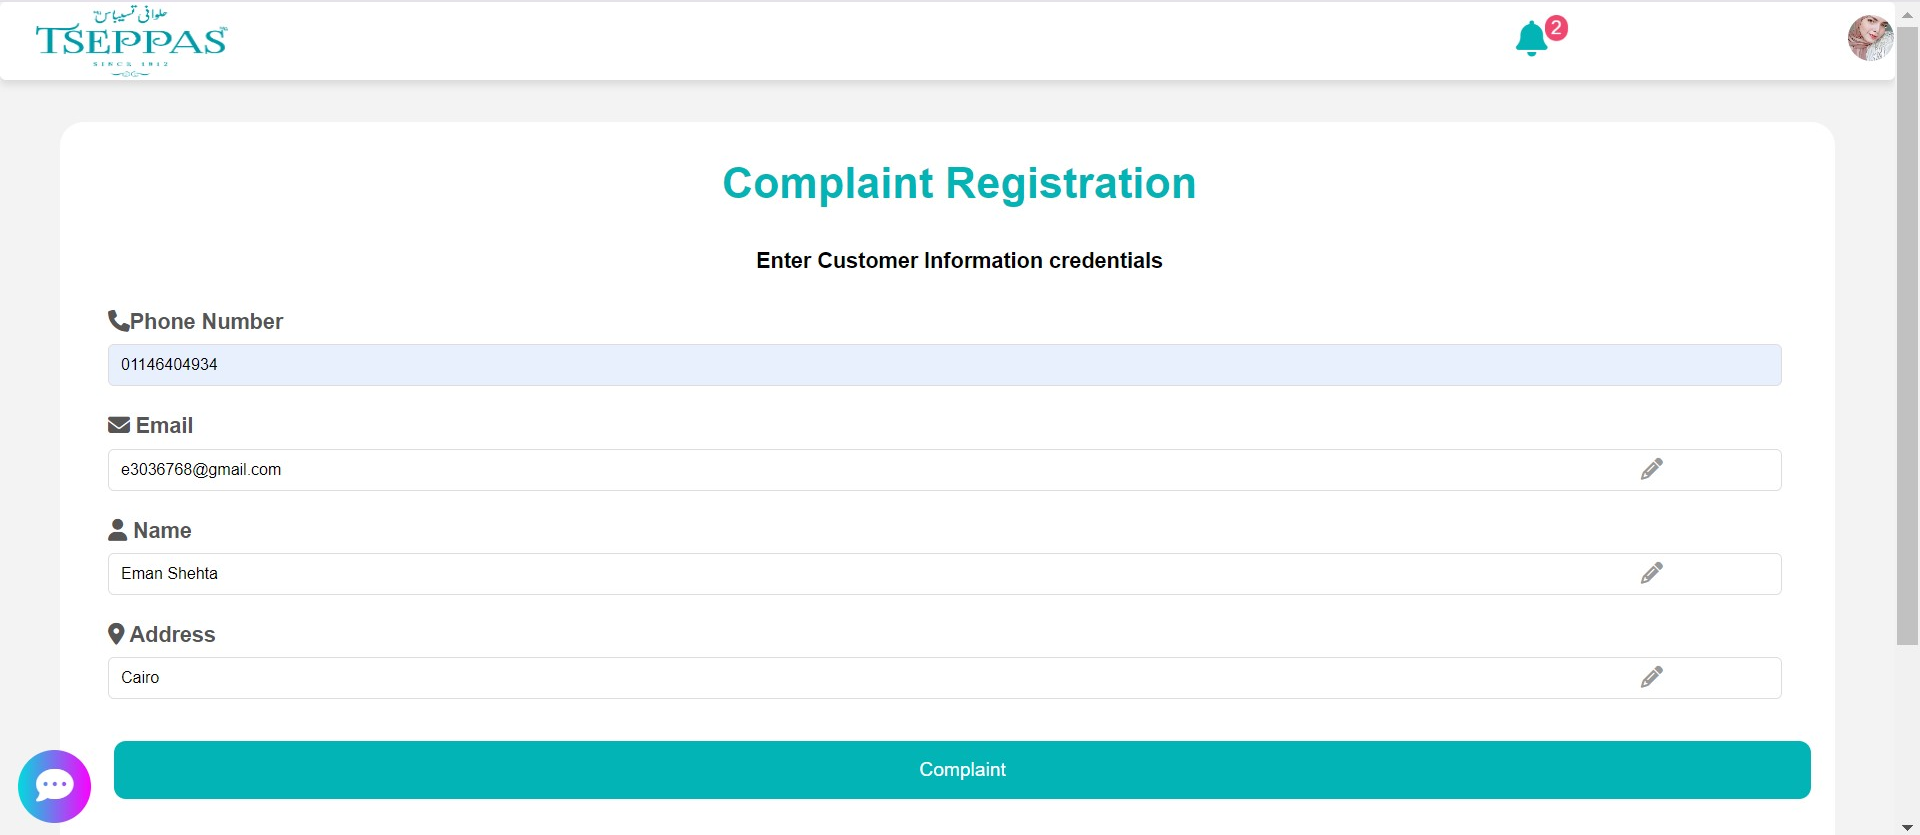 حلواني تسيباس
TSEPPAS
SINCE 1812
2
Complaint Registration
Enter Customer Information credentials
Phone Number
01146404934
Email
e3036768@gmail.com
Name
Eman Shehta
Address
Cairo
Complaint